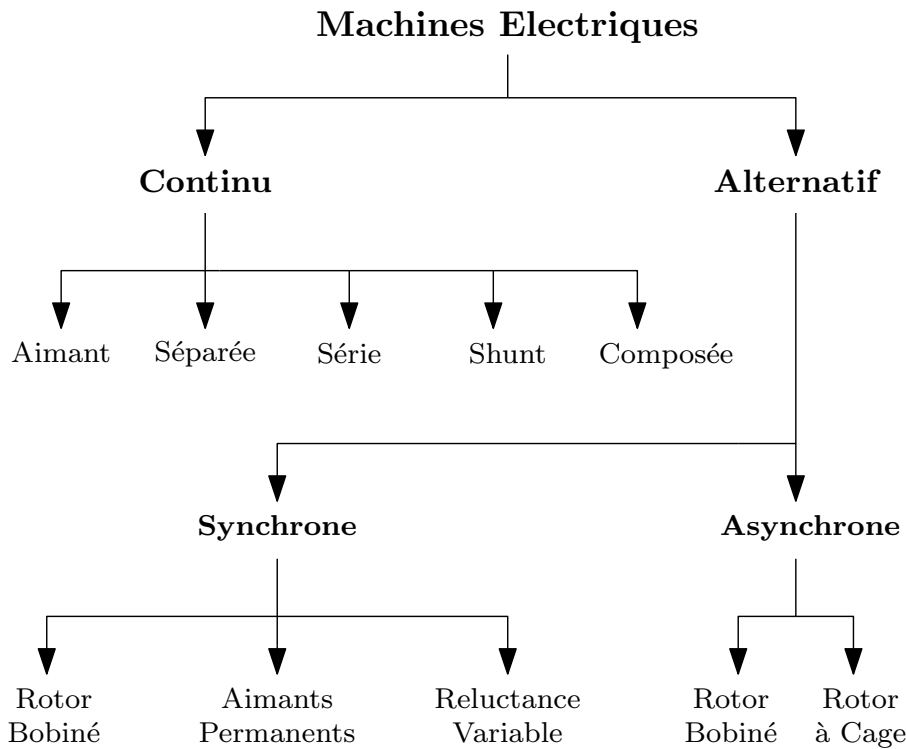 Machines Electriques
Continu
Alternatif
Aimant
Séparée
Série
Shunt
Composée
Synchrone
Asynchrone
Rotor
Bobiné
Aimants
Permanents
Reluctance
Variable
Rotor
Bobiné
Rotor
à Cage